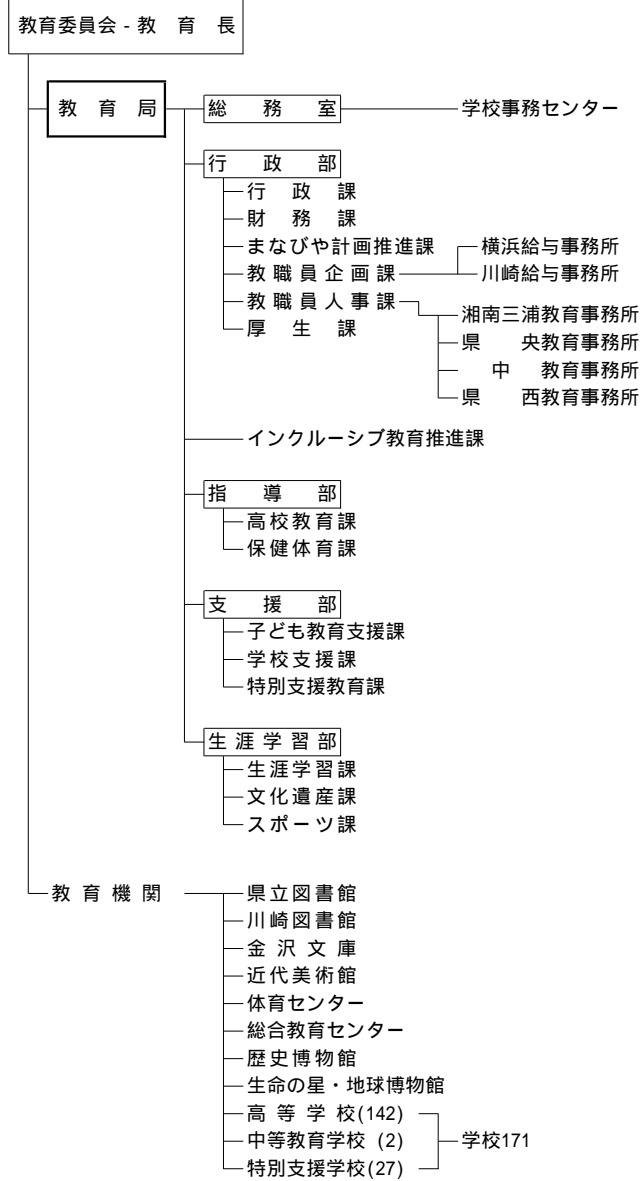 教育委員会 - 教　育　長
教　育　局
総　務　室　学校事務センター
行　政　部
行　政　課
財　務　課
まなびや計画推進課　横浜給与事務所
教職員企画課　川崎給与事務所
教職員人事課　湘南三浦教育事務所
厚　生　課　県　央教育事務所
中　教育事務所
県　西教育事務所
インクルーシブ教育推進課
指　導　部
高校教育課
保健体育課
支　援　部
子ども教育支援課
学校支援課
特別支援教育課
生涯学習部
生涯学習課
文化遺産課
スポーツ課
教育機関　県立図書館
川崎図書館
金沢文庫
近代美術館
体育センター
総合教育センター
歴史博物館
生命の星・地球博物館
高等学校(142)
中等教育学校 (2)　学校171
特別支援学校(27)